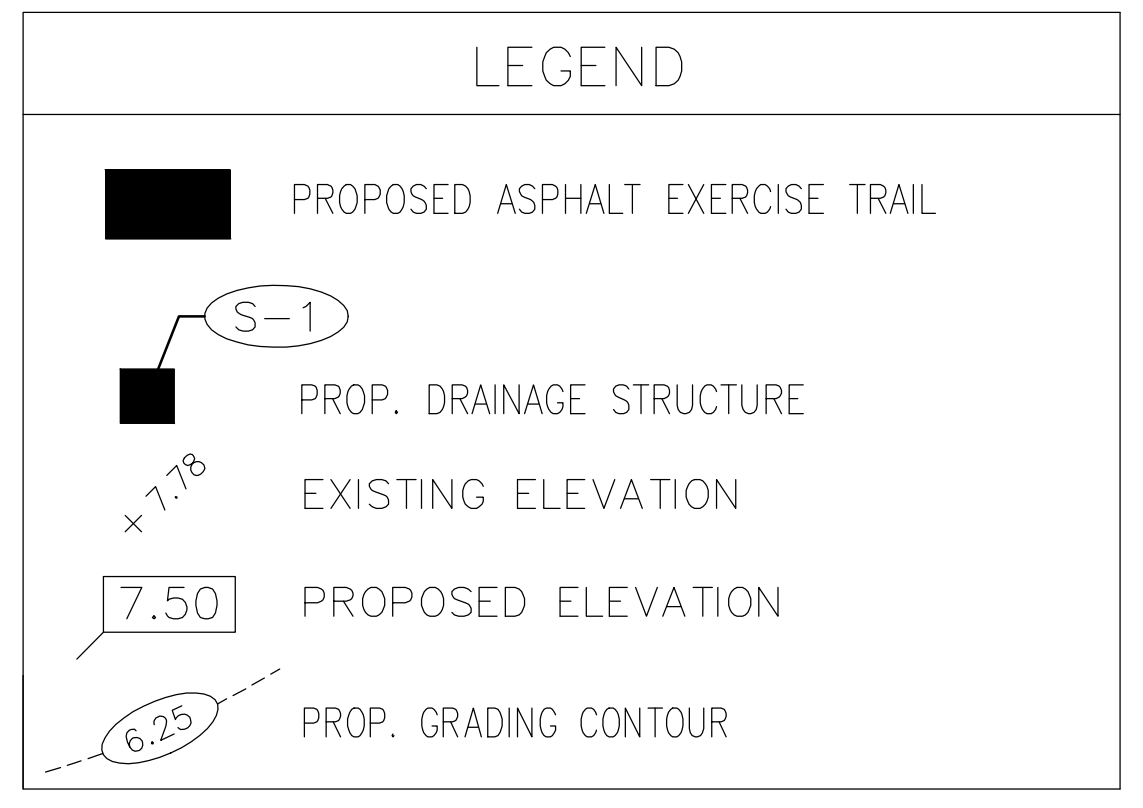 LEGEND
PROPOSED ASPHALT EXERCISE TRAIL
S-1
PROP. DRAINAGE STRUCTURE
+ 7.78 EXISTING ELEVATION
7.50 PROPOSED ELEVATION
6.25 PROP. GRADING CONTOUR